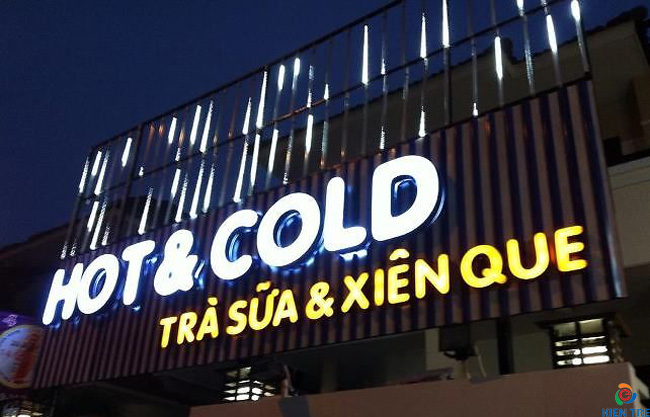 HOT & COLD
TRÀ SỮA & XIÊN QUE